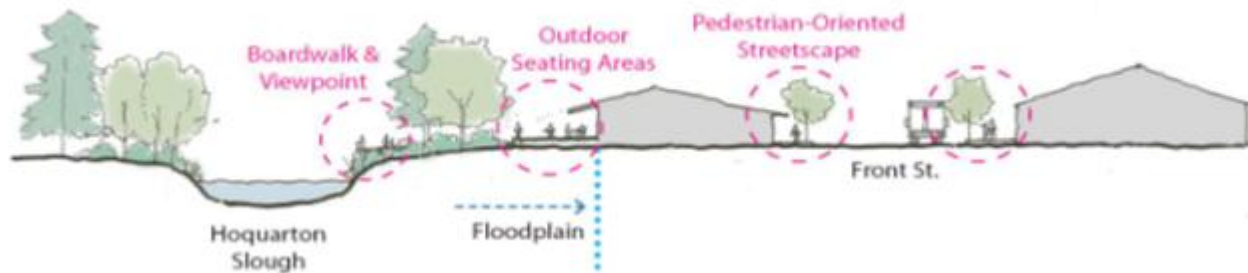 Boardwalk &
Viewpoint
Outdoor
Seating Areas
Pedestrian-Oriented
Streetscape
Front St.
Floodplain
Hoquarton
Slough